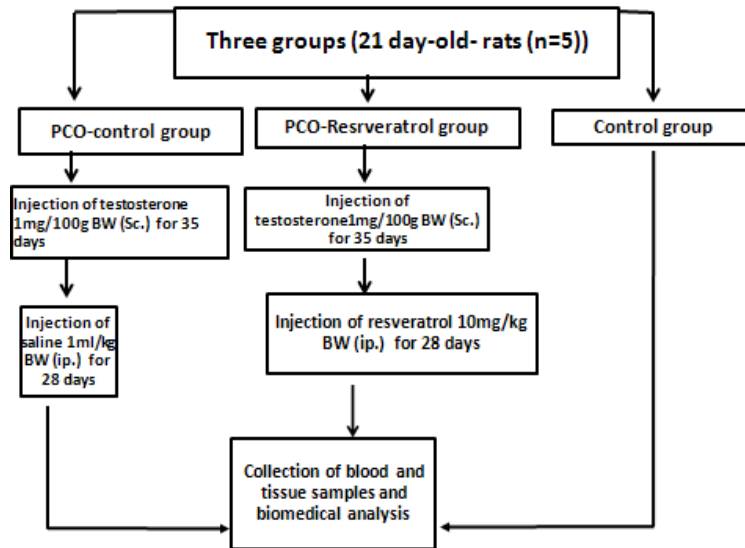 Three groups (21 day-old- rats (n=5))
PCO-control group
PCO-Resrveratrol group
Control group
Injection of testosterone
1mg/100g BW (Sc.) for 35
days
Injection of
testosterone1mg/100g BW (Sc.)
for 35 days
Injection of
saline 1ml/kg
BW (ip.) for
28 days
Injection of resveratrol 10mg/kg
BW (ip.) for 28 days
Collection of blood and
tissue samples and
biomedical analysis